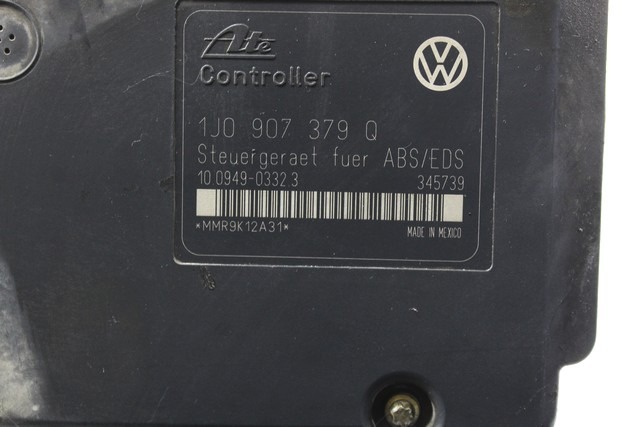 Ate
Controller
1J0 907 379 Q
Steuergeraet fuer ABS/EDS
10.0949-0332.3 345739
*MMR9K12A31*
MADE IN MEXICO